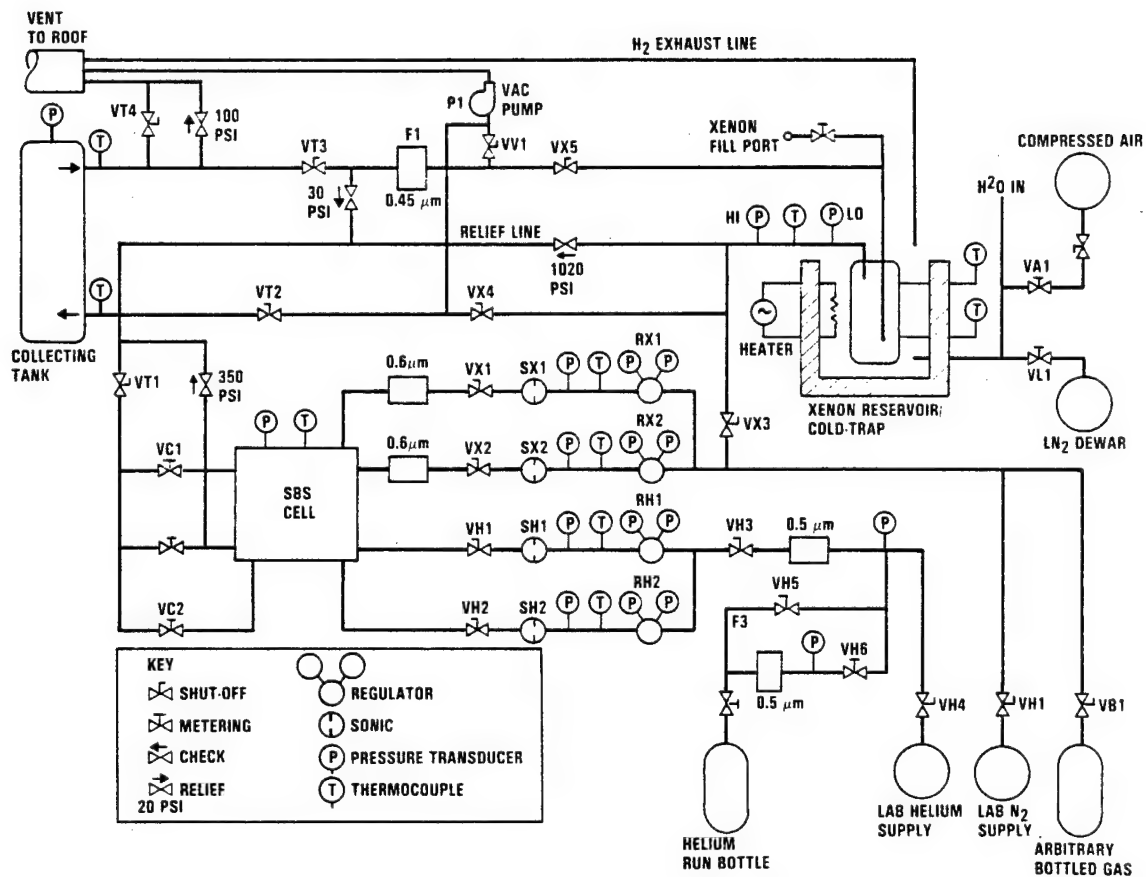 VENT
TO ROOF
H2 EXHAUST LINE
P
VT4
100
PSI
P1
VAC
PUMP
XENON
FILL PORT
COMPRESSED AIR
T
VT3
F1
VV1
VX5
H2O IN
30
PSI
0.45 μm
HI
P
T
P
LO
RELIEF LINE
1020
PSI
T
VA1
T
VT2
VX4
HEATER
T
COLLECTING
TANK
XENON RESERVOIR/
COLD-TRAP
VL1
LN2 DEWAR
VT1
350
PSI
0.6μm
VX1
SX1
P
T
RX1
P
P
VX3
P
T
0.6μm
VX2
SX2
P
T
RX2
P
P
VC1
SBS
CELL
VH1
SH1
P
T
RH1
P
P
VH3
0.5 μm
P
VC2
VH2
SH2
P
T
RH2
P
P
VH5
F3
P
VH6
0.5 μm
VH4
VH1
VB1
KEY
SHUT-OFF
REGULATOR
METERING
SONIC
CHECK
P
PRESSURE TRANSDUCER
RELIEF
20 PSI
T
THERMOCOUPLE
HELIUM
RUN BOTTLE
LAB HELIUM
SUPPLY
LAB N2
SUPPLY
ARBITRARY
BOTTLED GAS